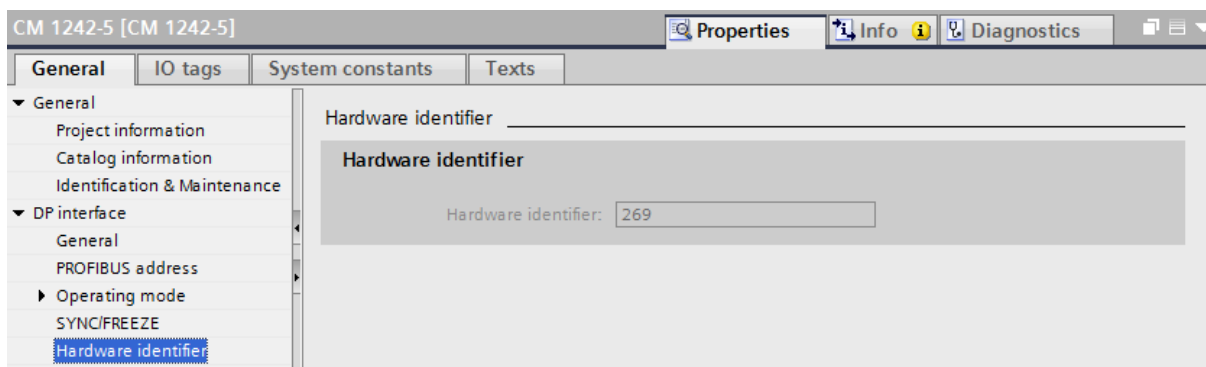 CM 1242-5 [CM 1242-5]
Properties
Info
Diagnostics
General
IO tags
System constants
Texts
General
Project information
Catalog information
Identification & Maintenance
DP interface
General
PROFIBUS address
Operating mode
SYNC/FREEZE
Hardware identifier
Hardware identifier
Hardware identifier
Hardware identifier: 269